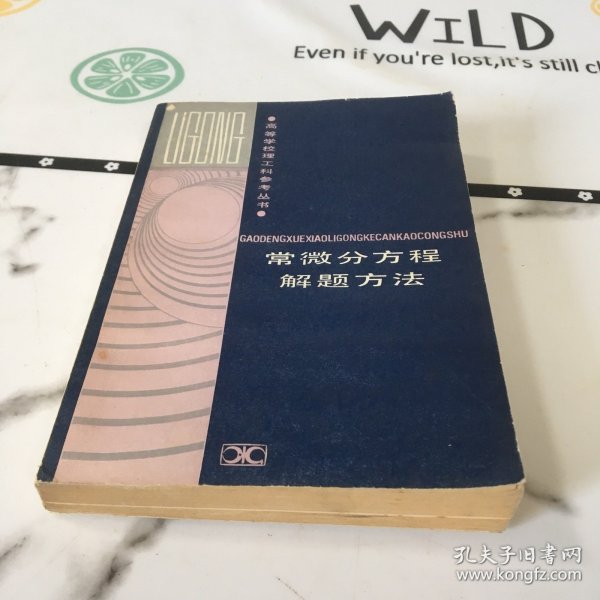 WILD
Even if you're lost,it's still ch
LIGONG
•高等学校理工科参考丛书•
GAODENGXUEXIAOLIGONGKECANKAOCONGSHU
常微分方程
解题方法
孔夫子旧书网
www.kongfz.com